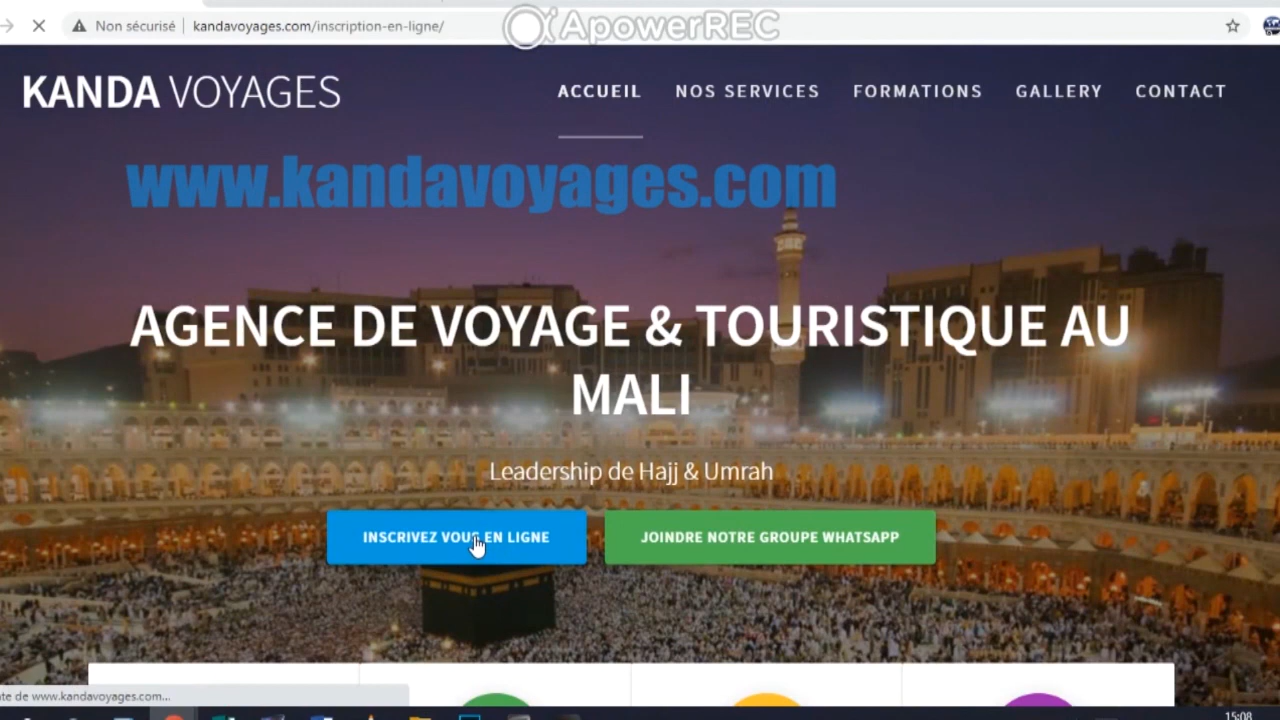 Non sécurisé | kandavoyages.com/inscription-en-ligne/
ApowerREC
KANDA VOYAGES
ACCUEIL NOS SERVICES FORMATIONS GALLERY CONTACT
www.kandavoyages.com
AGENCE DE VOYAGE & TOURISTIQUE AU
MALI
Leadership de Hajj & Umrah
INSCRIVEZ VOUS EN LIGNE JOINDRE NOTRE GROUPE WHATSAPP
de www.kandavoyages.com...
15:08